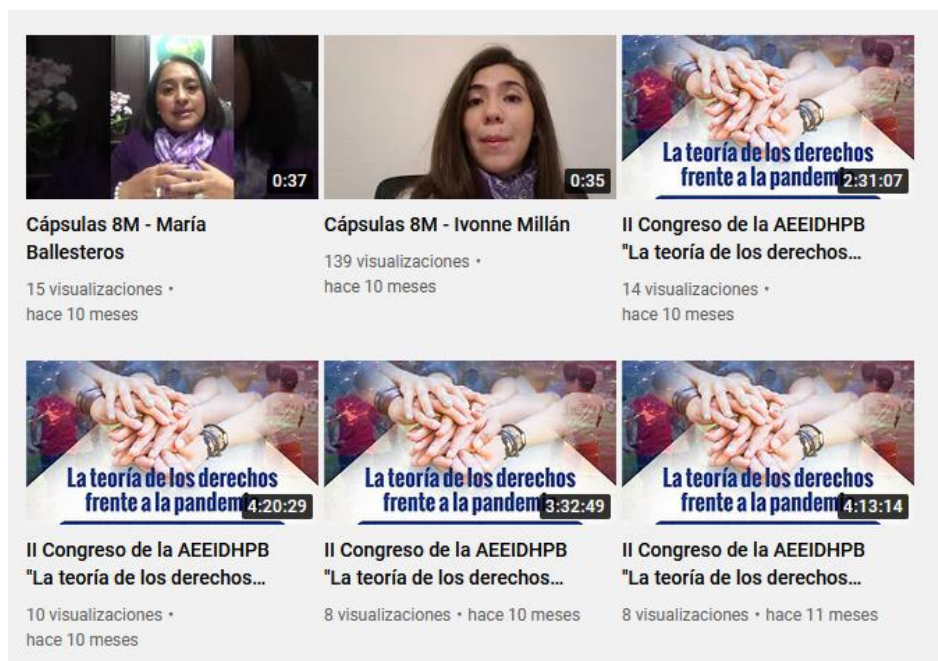 0:37
0:35
La teoría de los derechos
frente a la pandemia
2:31:07
Cápsulas 8M - María
Ballesteros
15 visualizaciones •
hace 10 meses
Cápsulas 8M - Ivonne Millán
139 visualizaciones •
hace 10 meses
II Congreso de la AEEIDHPB
"La teoría de los derechos...
14 visualizaciones •
hace 10 meses
La teoría de los derechos
frente a la pandemia
4:20:29
La teoría de los derechos
frente a la pandemia
3:32:49
La teoría de los derechos
frente a la pandemia
4:13:14
II Congreso de la AEEIDHPB
"La teoría de los derechos...
10 visualizaciones •
hace 10 meses
II Congreso de la AEEIDHPB
"La teoría de los derechos...
8 visualizaciones • hace 10 meses
II Congreso de la AEEIDHPB
"La teoría de los derechos...
8 visualizaciones • hace 11 meses